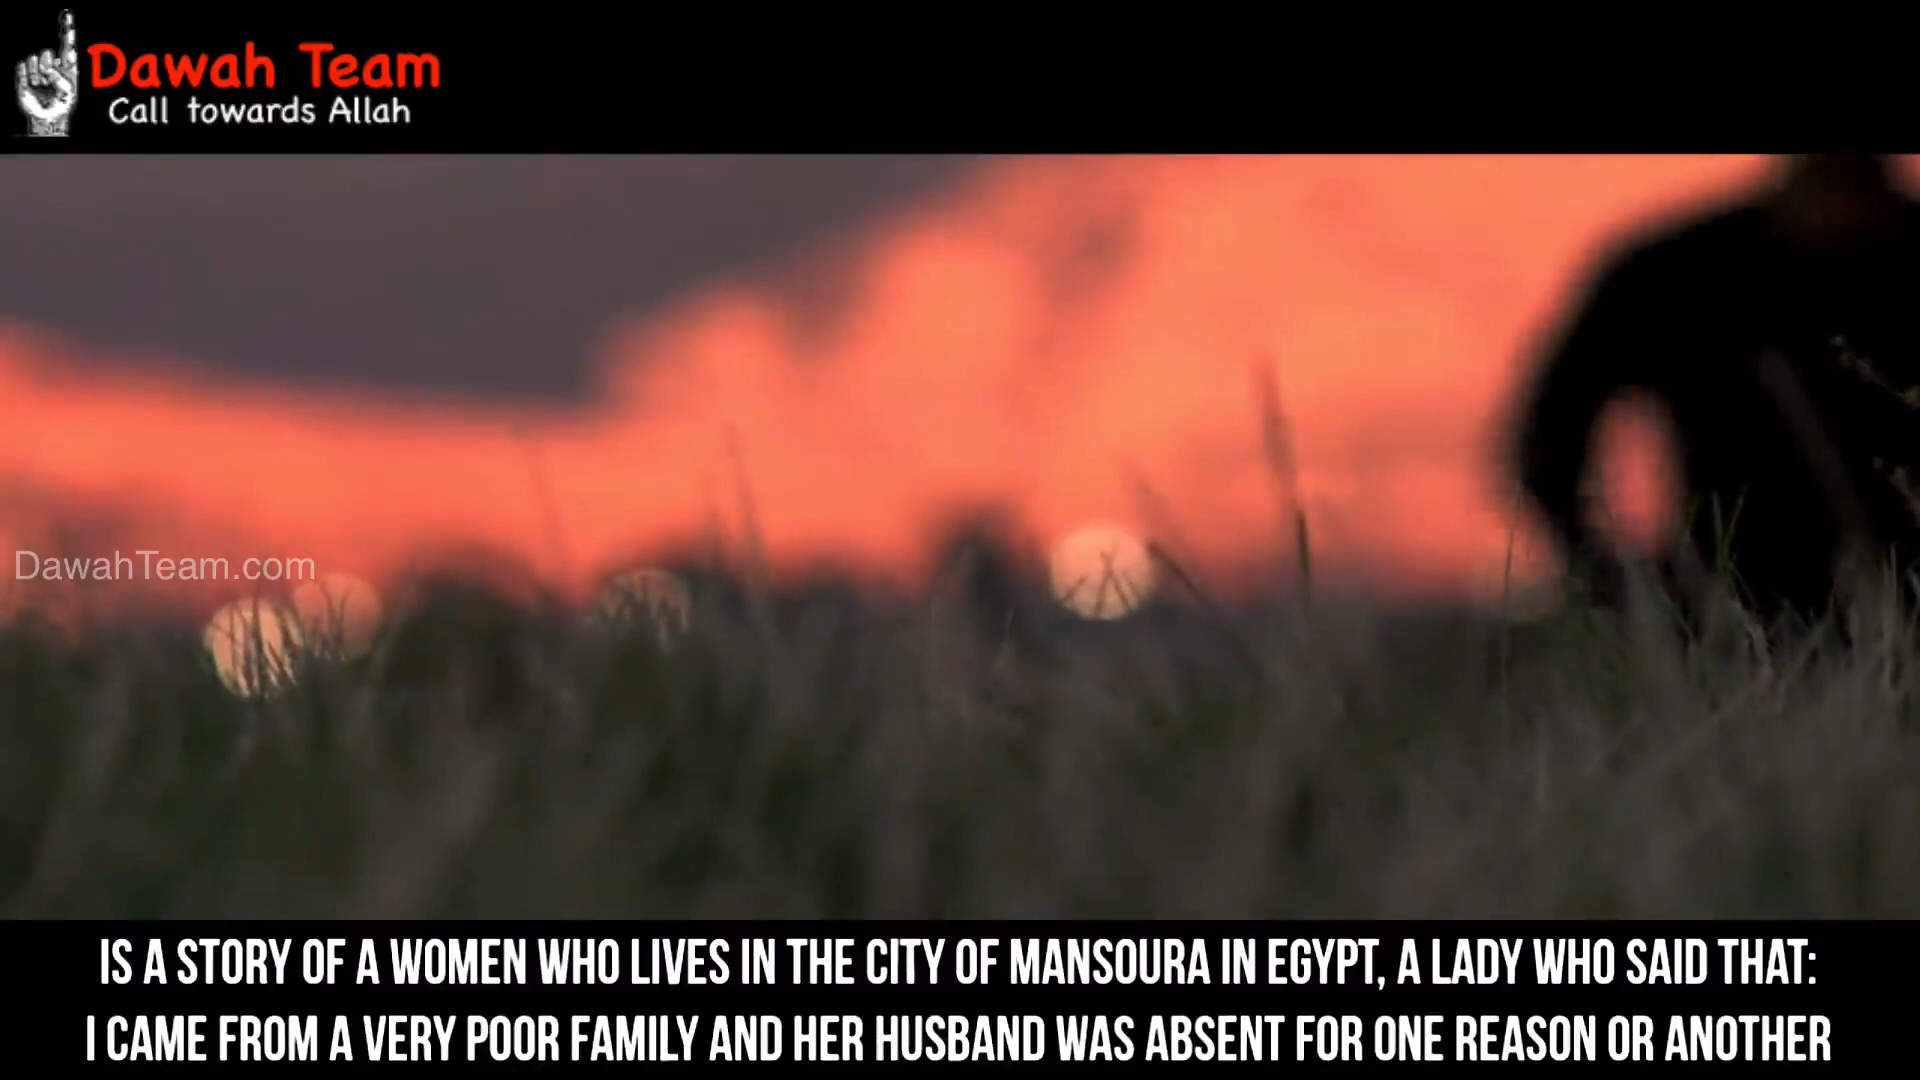 Dawah Team
Call towards Allah
DawahTeam.com
IS A STORY OF A WOMEN WHO LIVES IN THE CITY OF MANSOURA IN EGYPT, A LADY WHO SAID THAT:
I CAME FROM A VERY POOR FAMILY AND HER HUSBAND WAS ABSENT FOR ONE REASON OR ANOTHER